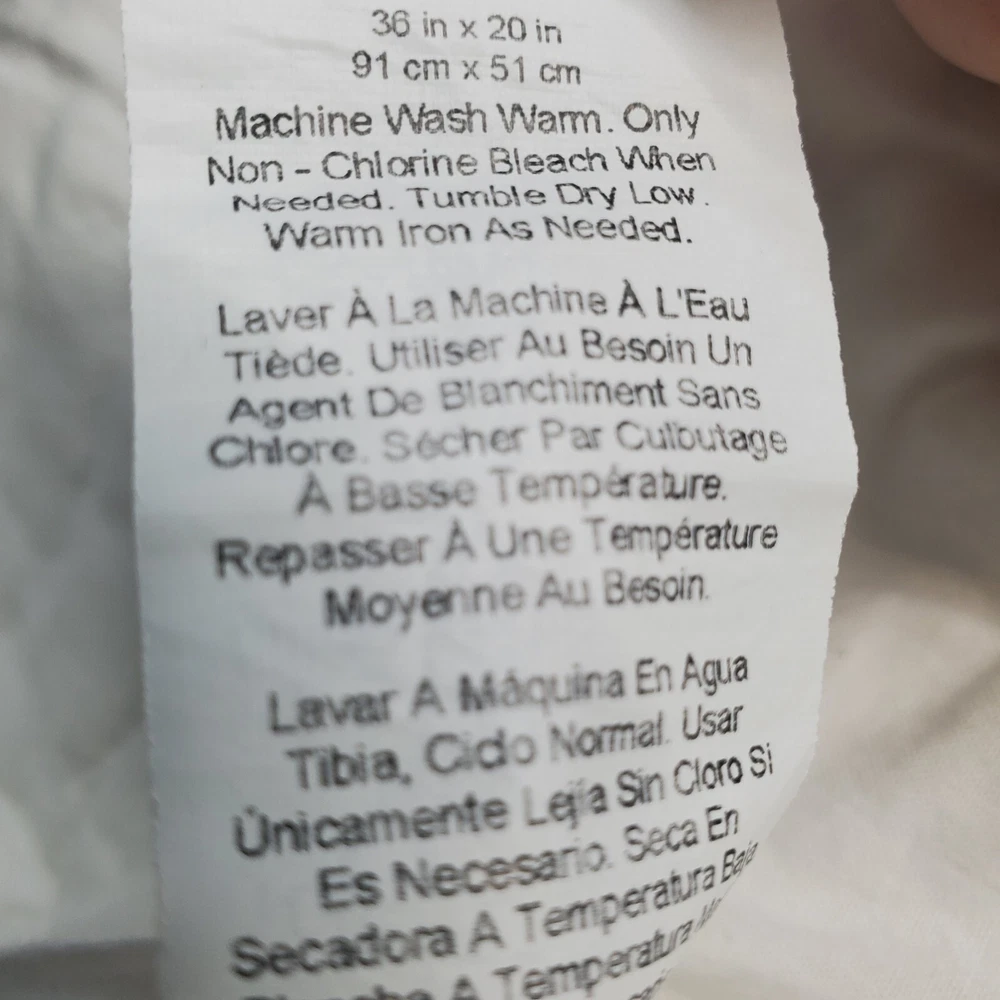 36 in x 20 in
91 cm x 51 cm
Machine Wash Warm. Only
Non - Chlorine Bleach When
Needed. Tumble Dry Low.
Warm Iron As Needed.
Laver À La Machine À L'Eau
Tiède. Utiliser Au Besoin Un
Agent De Blanchiment Sans
Chlore. Sécher Par Culbutage
À Basse Température.
Repasser À Une Température
Moyenne Au Besoin.
Lavar A Máquina En Agua
Tibia, Ciclo Normal. Usar
Únicamente Lejía Sin Cloro Si
Es Necesario. Seca En
Secadora A Temperatura Baja
A Temperatura